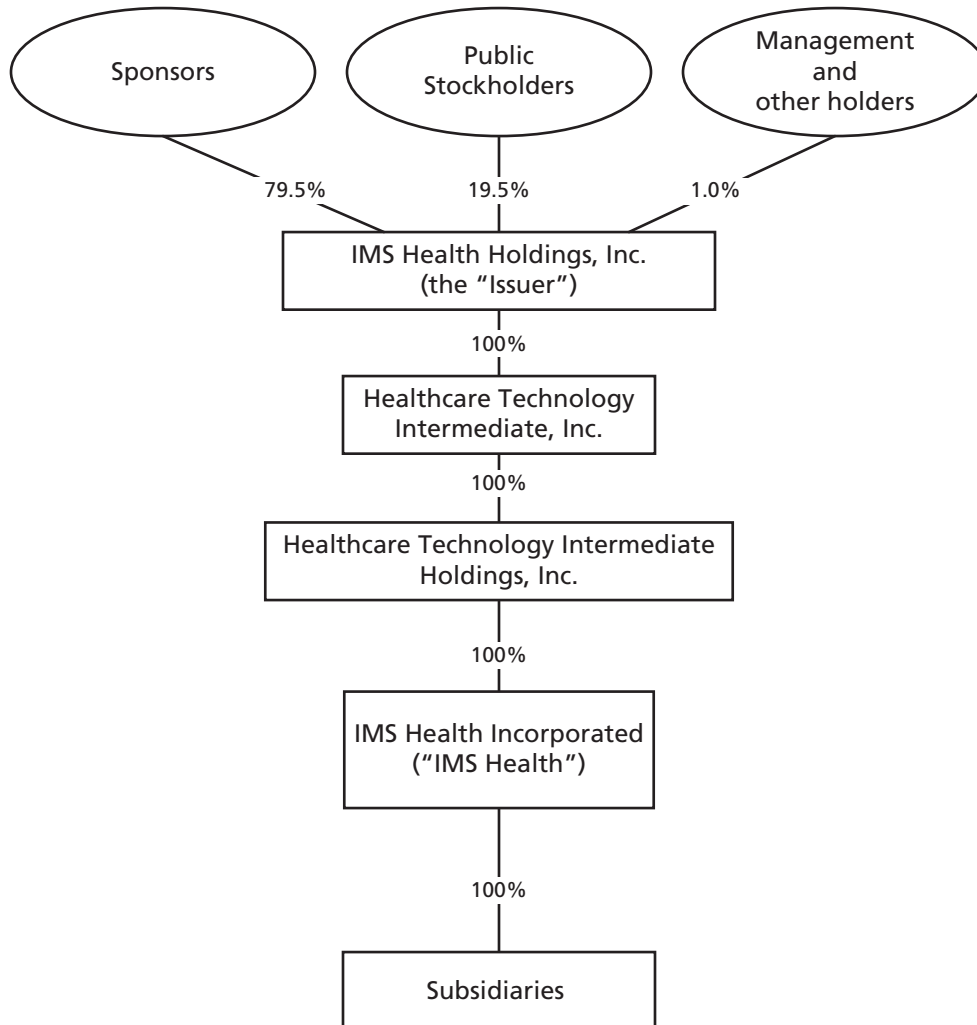 Sponsors
Public
Stockholders
Management
and
other holders
79.5%
19.5%
1.0%
IMS Health Holdings, Inc.
(the “Issuer”)
100%
Healthcare Technology
Intermediate, Inc.
100%
Healthcare Technology Intermediate
Holdings, Inc.
100%
IMS Health Incorporated
(“IMS Health”)
100%
Subsidiaries